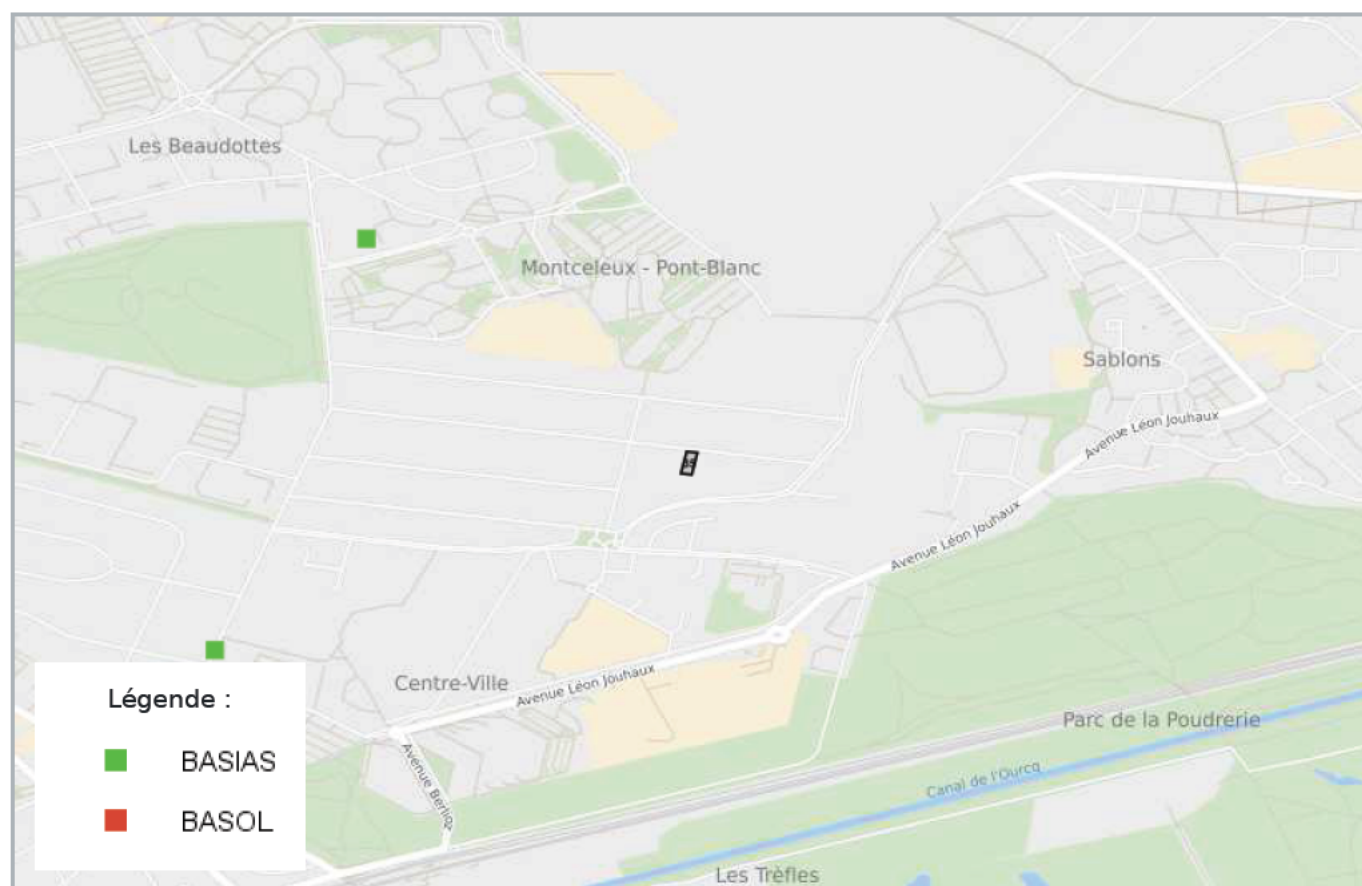 Les Beaudottes
Montceleux - Pont-Blanc
Sablons
Avenue Léon Jouhaux
Avenue Léon Jouhaux
Centre-Ville
Avenue Léon Jouhaux
Parc de la Poudrerie
Avenue Berlioz
Canal de l'Ourcq
Les Trèfles
Légende :
BASIAS
BASOL